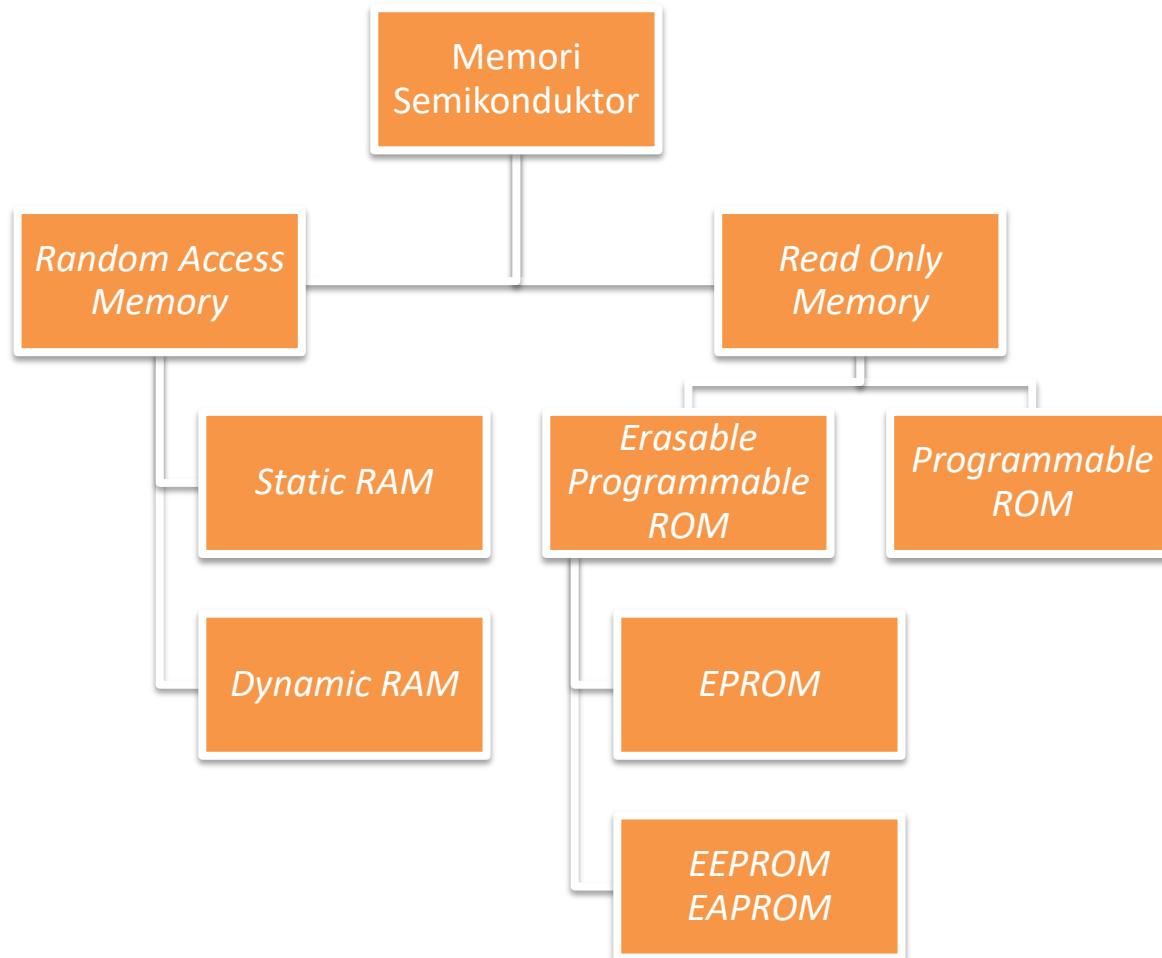 Memori
Semikonduktor
Random Access
Memory
Read Only
Memory
Static RAM
Erasable
Programmable
ROM
Programmable
ROM
Dynamic RAM
EPROM
EEPROM
EAPROM